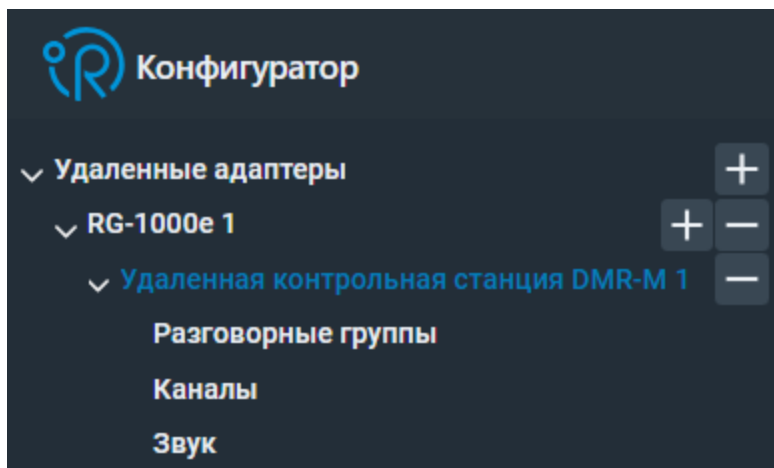 Конфигуратор
Удаленные адаптеры
RG-1000e 1
Удаленная контрольная станция DMR-M 1
Разговорные группы
Каналы
Звук